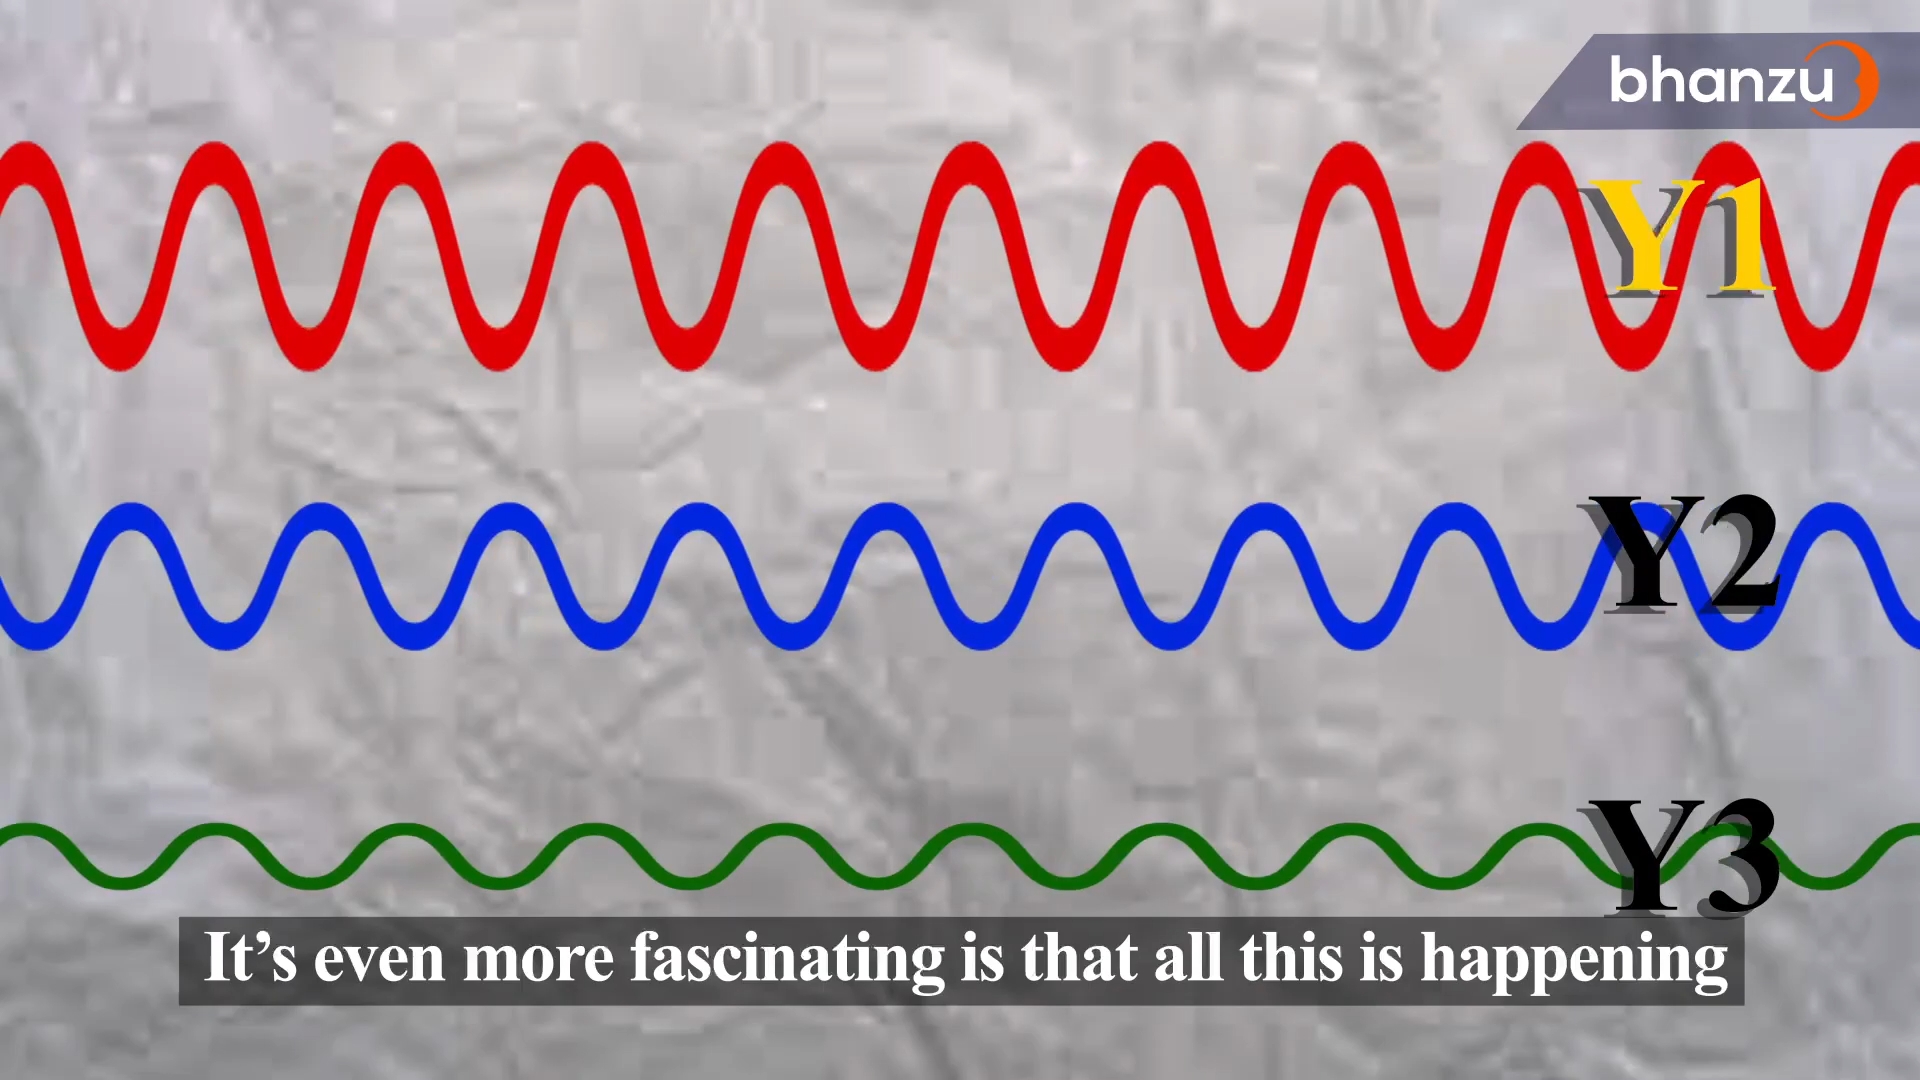 bhanzu
Y1
Y2
Y3
It’s even more fascinating is that all this is happening